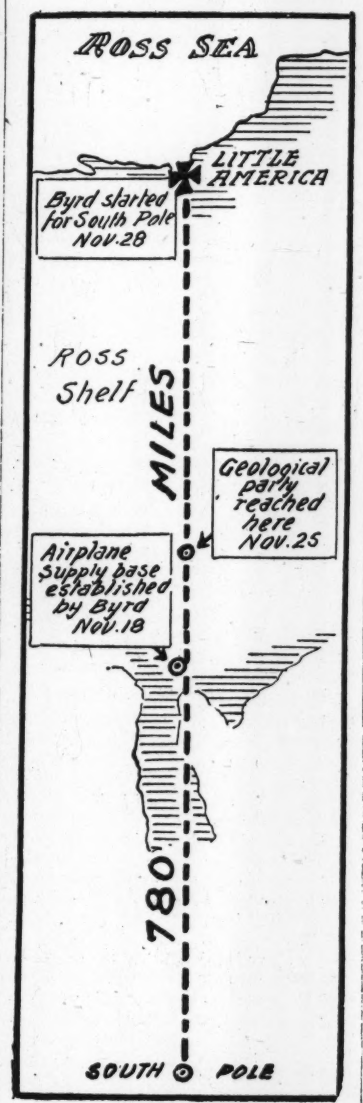 ROSS SEA
LITTLE
AMERICA
Byrd started
for South Pole
NOV.28
ROSS
Shelf
MILES
Geological
party
reached
here
NOV.25
Airplane
supply base
established
by Byrd
NOV.18
780
SOUTH POLE